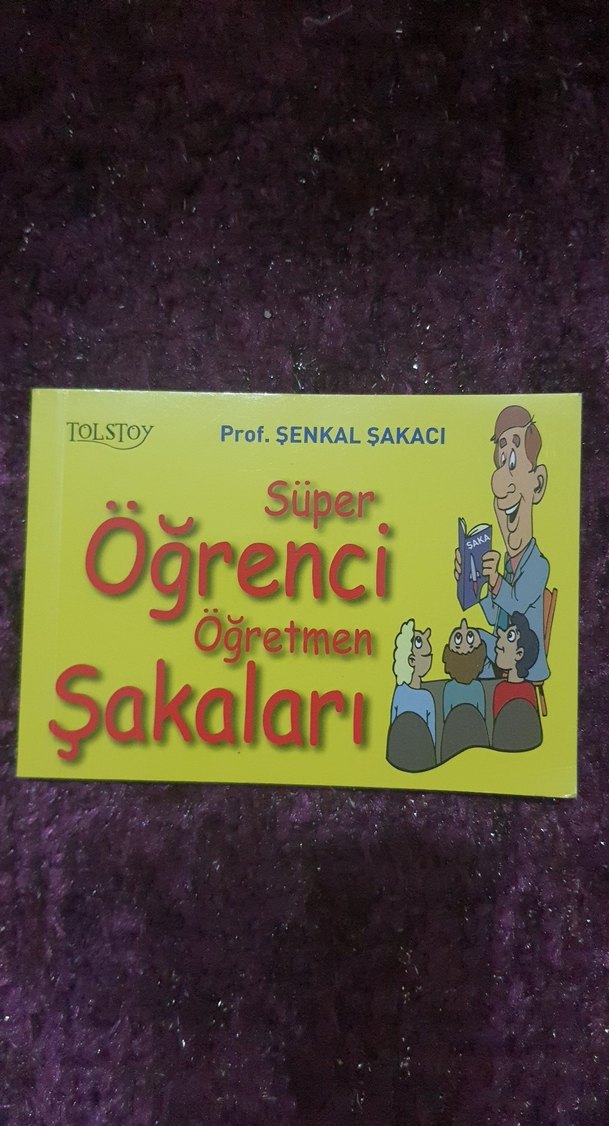 TOLSTOY
Prof. ŞENKAL ŞAKACI
Süper
Öğrenci
Öğretmen
Şakaları
ŞAKA